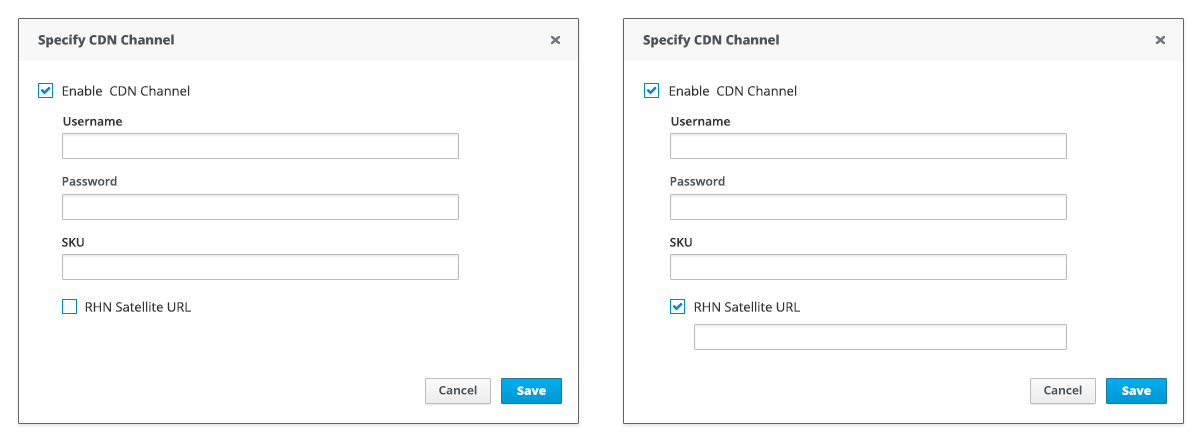 Specify CDN Channel
Enable CDN Channel
Username
Password
SKU
RHN Satellite URL
Cancel
Save
Specify CDN Channel
Enable CDN Channel
Username
Password
SKU
RHN Satellite URL
Cancel
Save